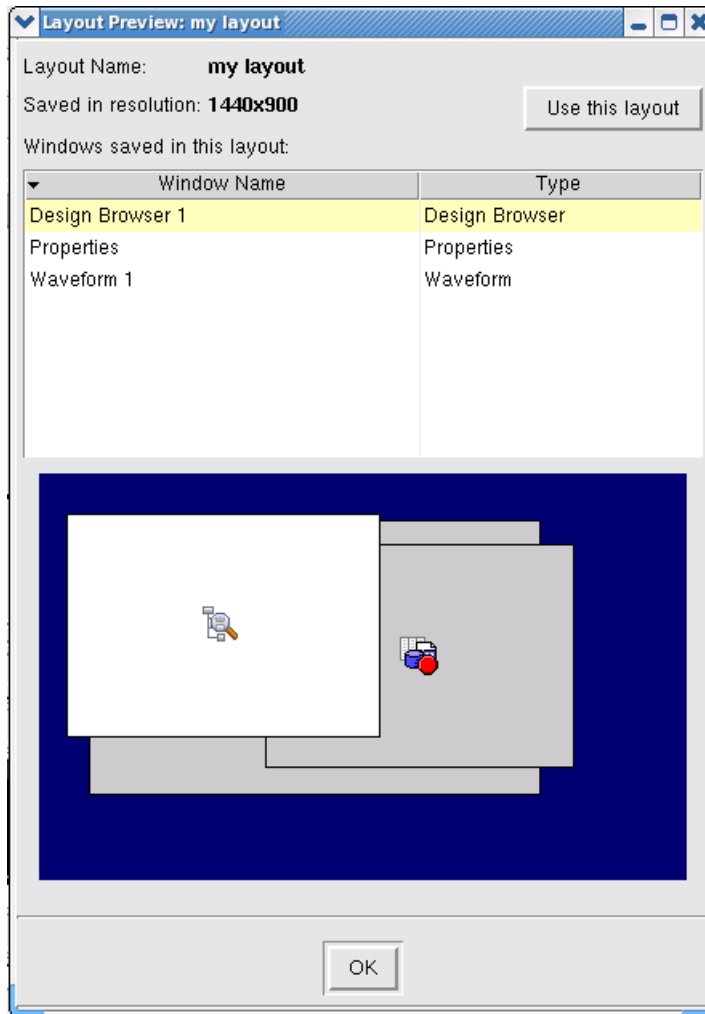 Layout Preview: my layout
Layout Name: my layout
Saved in resolution: 1440x900
Use this layout
Windows saved in this layout:
Window Name Type
Design Browser 1 Design Browser
Properties Properties
Waveform 1 Waveform
OK